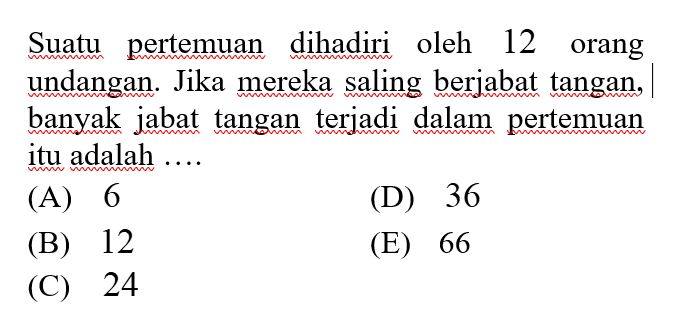 Suatu pertemuan dihadiri oleh 12 orang
undangan. Jika mereka saling berjabat tangan,
banyak jabat tangan terjadi dalam pertemuan
itu adalah ....
(A) 6 (D) 36
(B) 12 (E) 66
(C) 24